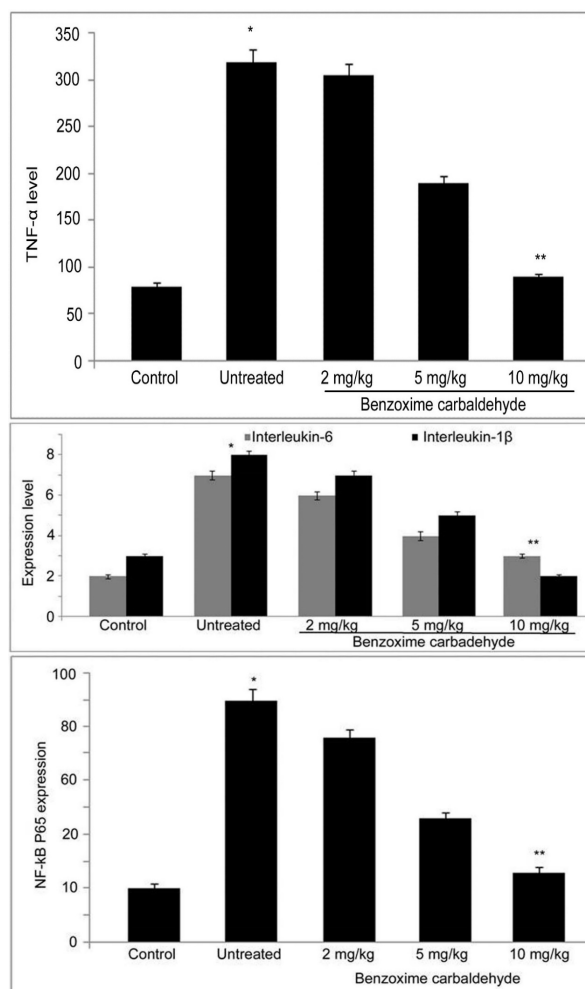 350
*
300
250
200
150
**
100
50
0
TNF-α level
Control Untreated 2 mg/kg 5 mg/kg 10 mg/kg
Benzoxime carbaldehyde
Interleukin-6 Interleukin-1β
8
*
6
4
**
2
0
Expression level
Control Untreated 2 mg/kg 5 mg/kg 10 mg/kg
Benzoxime carbadehyde
100
*
80
60
20
**
10
0
NF-kB P65 expression
Control Untreated 2 mg/kg 5 mg/kg 10 mg/kg
Benzoxime carbaldehyde